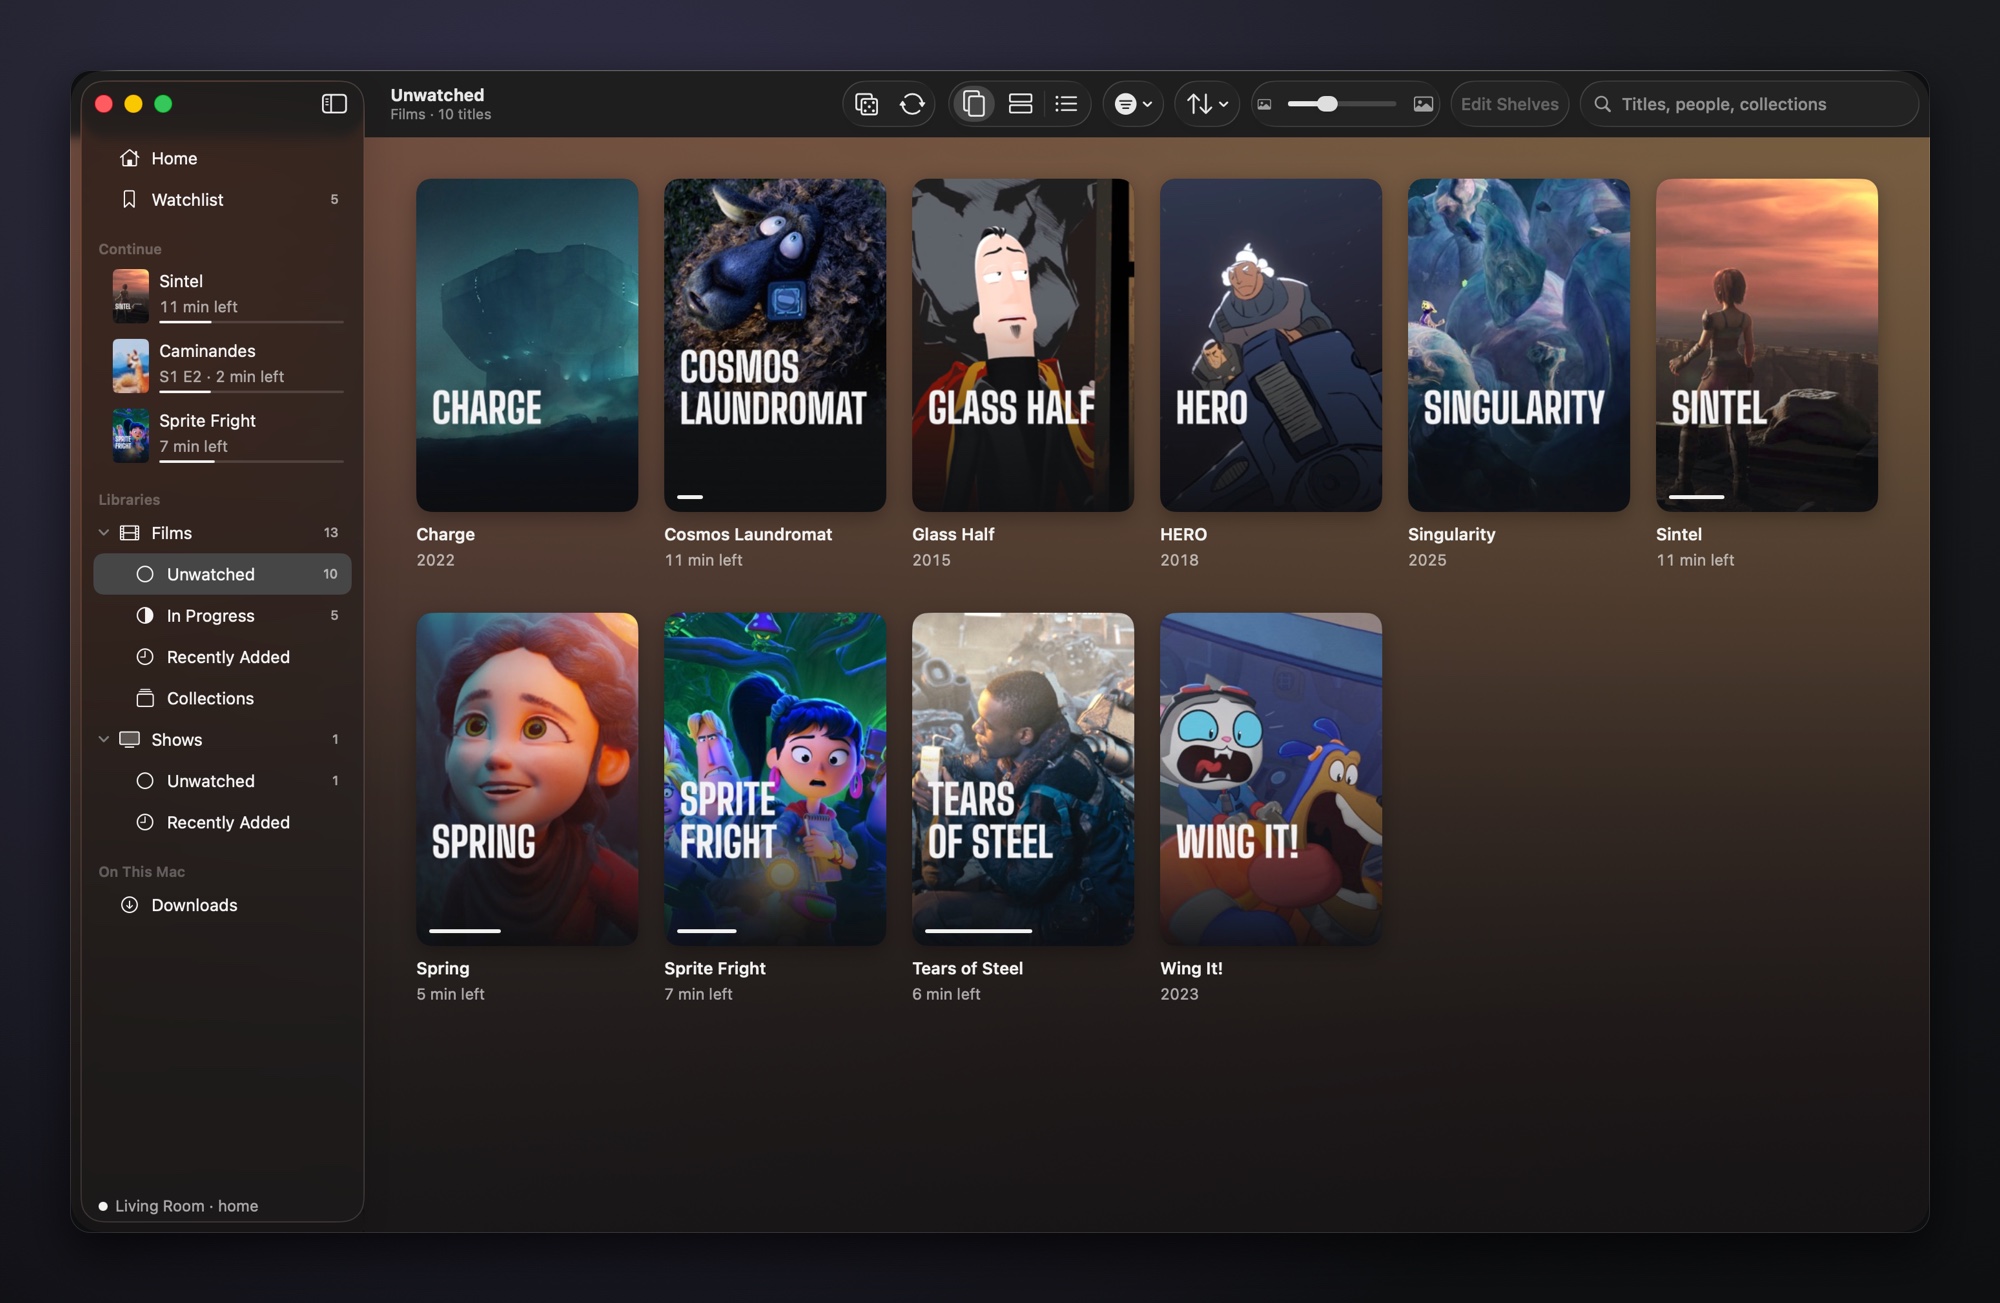 Unwatched
Films · 10 titles
Edit Shelves
Titles, people, collections
Home
Watchlist 5
Continue
Sintel
11 min left
Caminandes
S1 E2 · 2 min left
Sprite Fright
7 min left
Libraries
Films 13
Unwatched 10
In Progress 5
Recently Added
Collections
Shows 1
Unwatched 1
Recently Added
On This Mac
Downloads
Living Room · home
CHARGE
Charge
2022
COSMOS
LAUNDROMAT
Cosmos Laundromat
11 min left
GLASS HALF
Glass Half
2015
HERO
HERO
2018
SINGULARITY
Singularity
2025
SINTEL
Sintel
11 min left
SPRING
Spring
5 min left
SPRITE
FRIGHT
Sprite Fright
7 min left
TEARS
OF STEEL
Tears of Steel
6 min left
WING IT!
Wing It!
2023